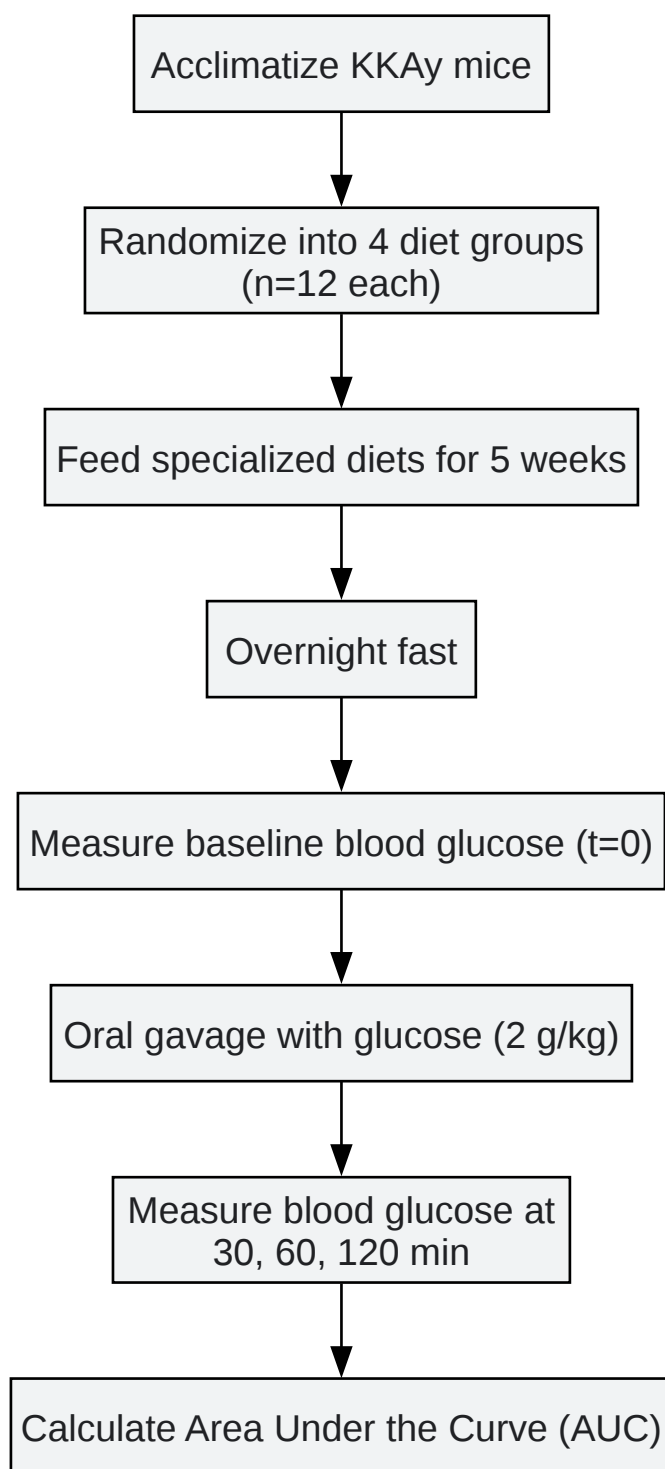 Acclimatize KKAy mice
Randomize into 4 diet groups
(n=12 each)
Feed specialized diets for 5 weeks
Overnight fast
Measure baseline blood glucose (t=0)
Oral gavage with glucose (2 g/kg)
Measure blood glucose at
30, 60, 120 min
Calculate Area Under the Curve (AUC)